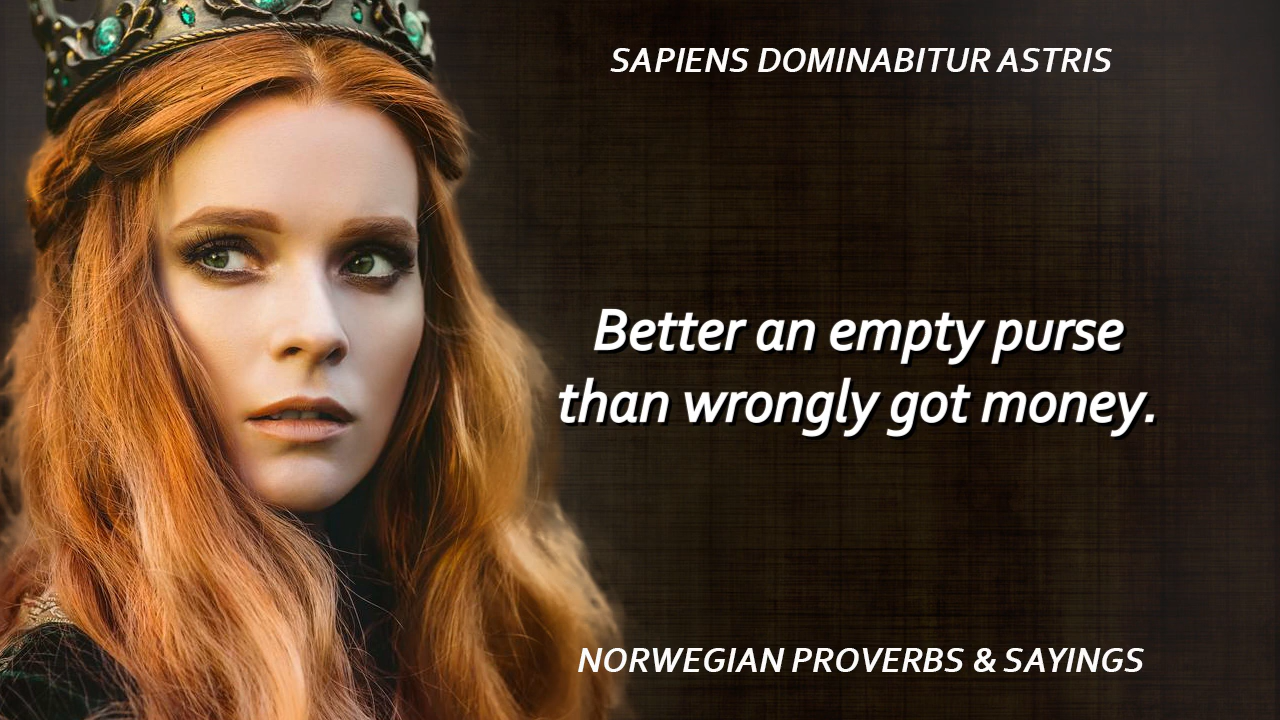 SAPIENS DOMINABITUR ASTRIS
Better an empty purse
than wrongly got money.
NORWEGIAN PROVERBS & SAYINGS